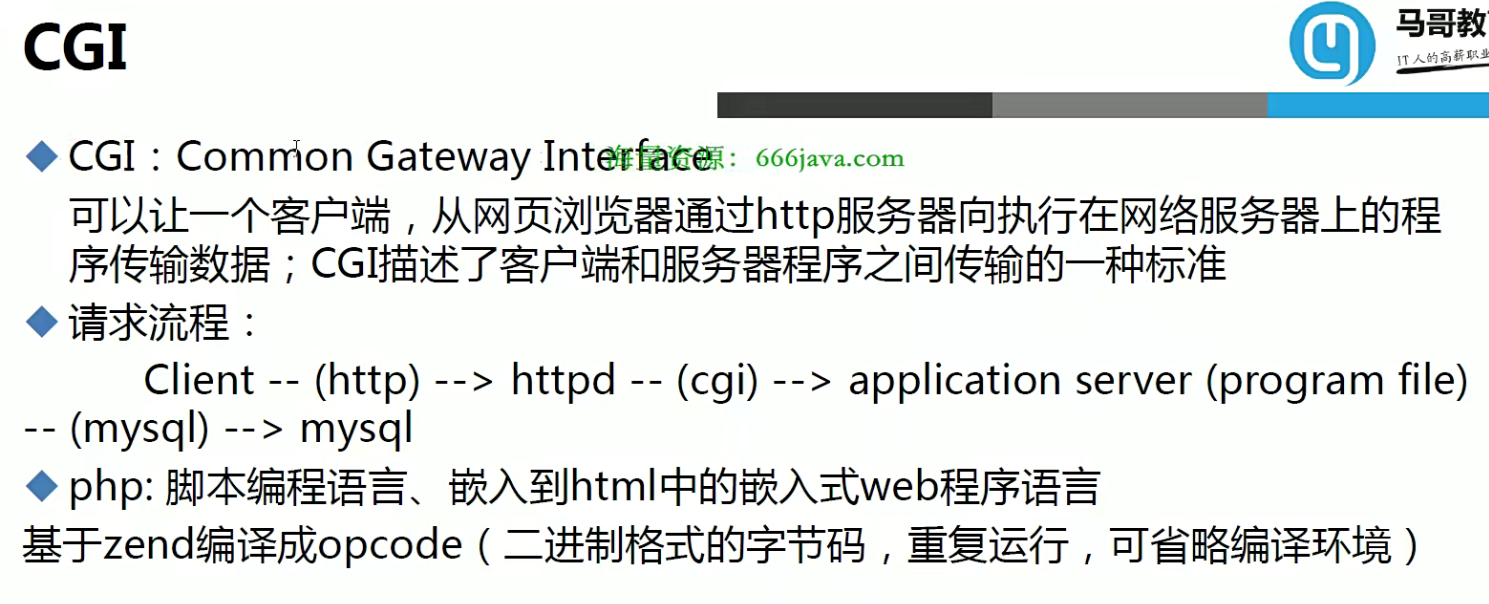 CGI
马哥教
IT人的高薪职业
CGI：Common Gateway Interface
海量资源：666java.com
可以让一个客户端，从网页浏览器通过http服务器向执行在网络服务器上的程
序传输数据；CGI描述了客户端和服务器程序之间传输的一种标准
请求流程：
Client -- (http) --> httpd -- (cgi) --> application server (program file)
-- (mysql) --> mysql
php: 脚本编程语言、嵌入到html中的嵌入式web程序语言
基于zend编译成opcode（二进制格式的字节码，重复运行，可省略编译环境）